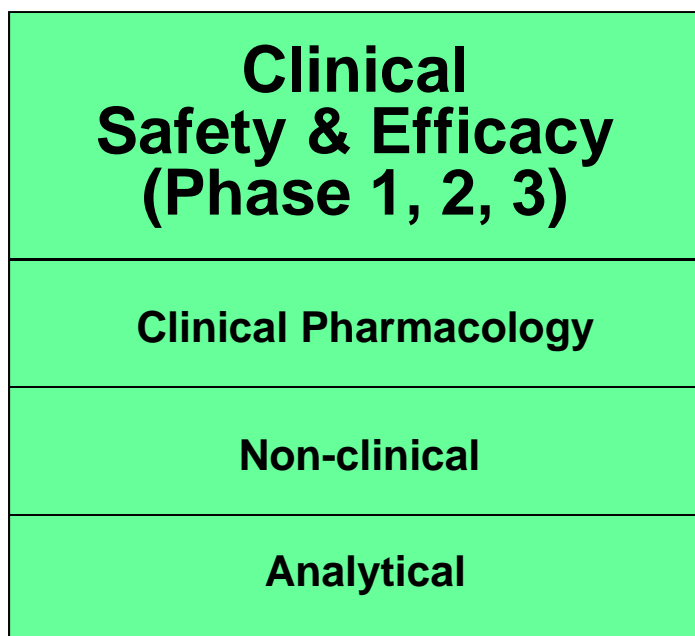 Clinical
Safety & Efficacy
(Phase 1, 2, 3)
Clinical Pharmacology
Non-clinical
Analytical